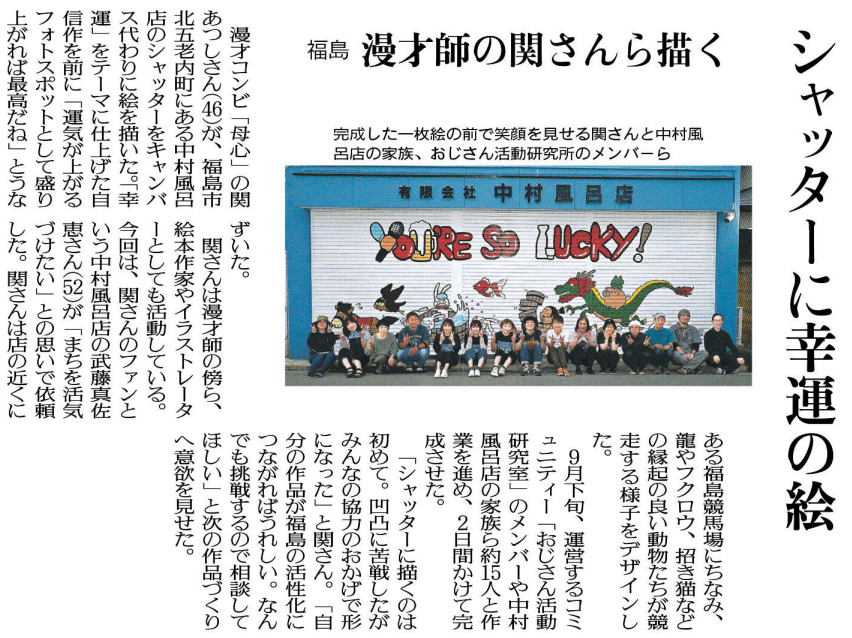 シャッターに幸運の絵
福島 漫才師の関さんら描く
完成した一枚絵の前で笑顔を見せる関さんと中村風
呂店の家族、おじさん活動研究所のメンバーら
有限会社 中村風呂店
YOU'RE SO LUCKY!
漫才コンビ「母心」の関
あつしさん(46)が、福島市
北五老内町にある中村風呂
店のシャッターをキャンバ
ス代わりに絵を描いた。「幸
運」をテーマに仕上げた自
信作を前に「運気が上がる
フォトスポットとして盛り
上がれば最高だね」とうな
ずいた。
関さんは漫才師の傍ら、
絵本作家やイラストレータ
ーとしても活動している。
今回は、関さんのファンと
いう中村風呂店の武藤真佐
恵さん(52)が「まちを活気
づけたい」との思いで依頼
した。関さんは店の近くに
ある福島競馬場にちなみ、
龍やフクロウ、招き猫など
の縁起の良い動物たちが競
走する様子をデザインし
た。
9月下旬、運営するコミ
ュニティー「おじさん活動
研究室」のメンバーや中村
風呂店の家族ら約15人と作
業を進め、2日間かけて完
成させた。
「シャッターに描くのは
初めて。凹凸に苦戦したが
みんなの協力のおかげで形
になった」と関さん。「自
分の作品が福島の活性化に
つながればうれしい。なん
でも挑戦するので相談して
ほしい」と次の作品づくり
へ意欲を見せた。